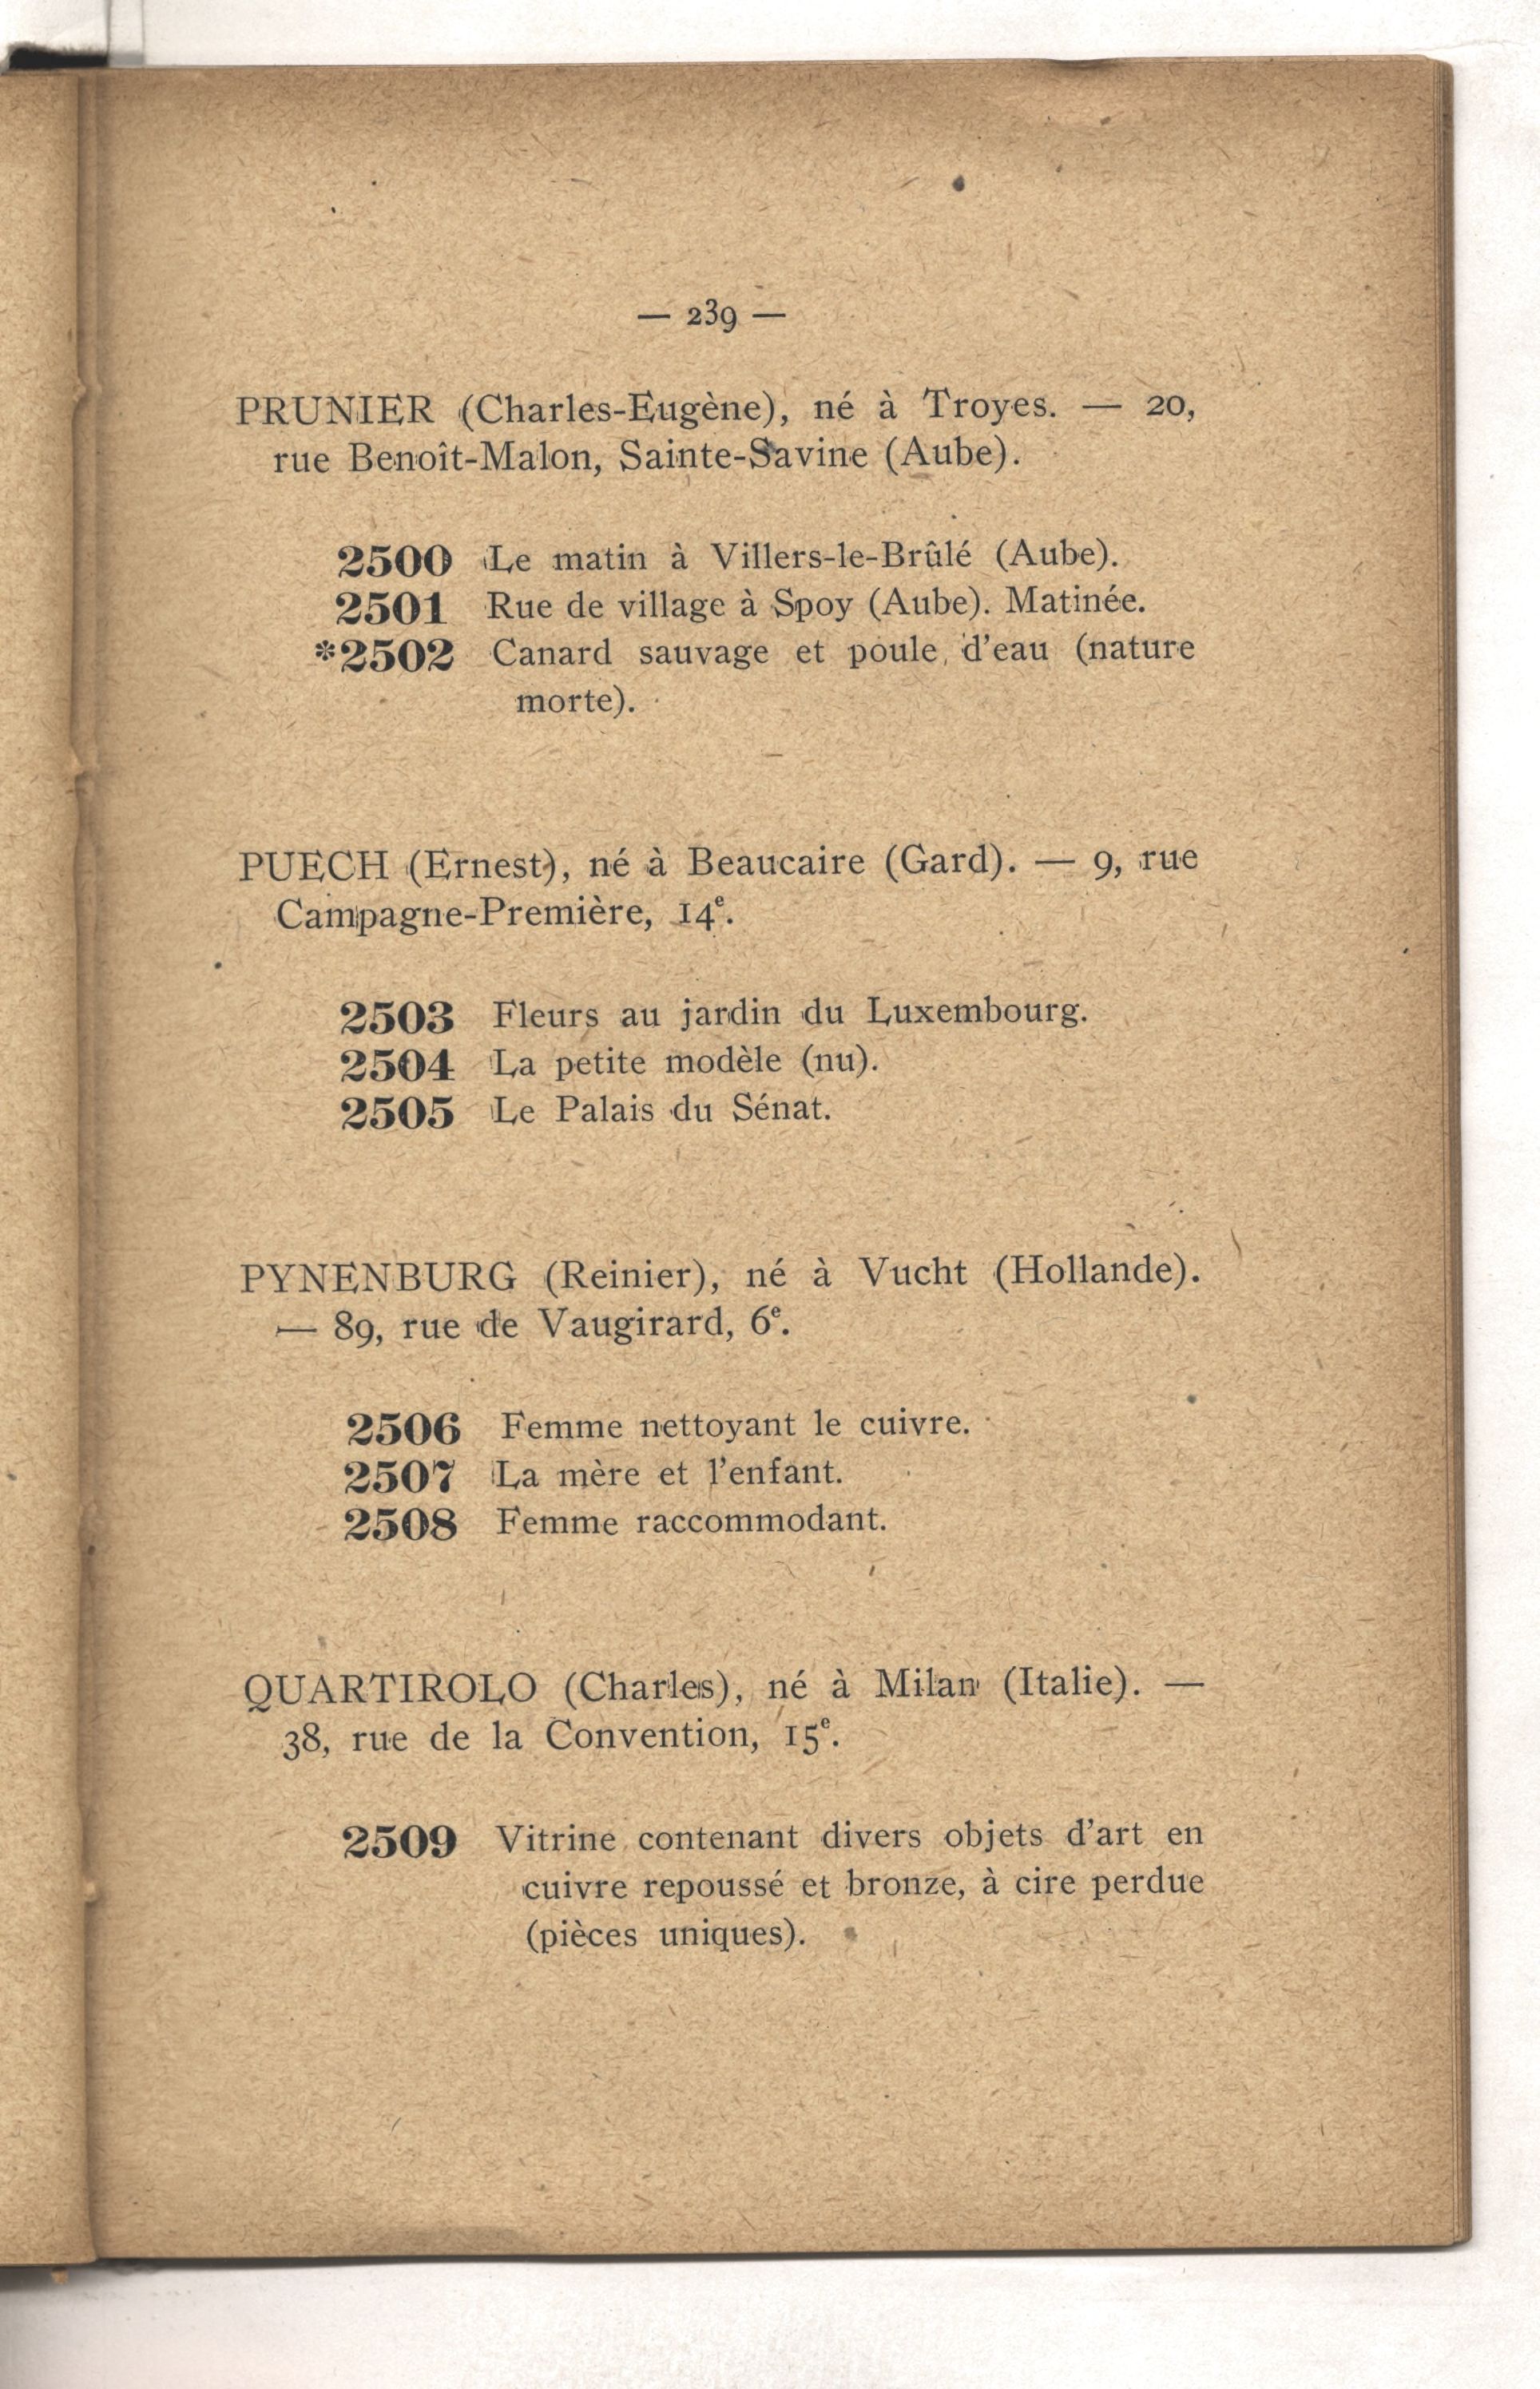 — 239 —
PRUNIER (Charles-Eugène), né à Troyes. — 20,
rue Benoît-Malon, Sainte-Savine (Aube).
2500 Le matin à Villers-le-Brûlé (Aube).
2501 Rue de village à Spoy (Aube). Matinée.
*2502 Canard sauvage et poule d'eau (nature
morte).
PUECH (Ernest), né à Beaucaire (Gard). — 9, rue
Campagne-Première, 14e.
2503 Fleurs au jardin du Luxembourg.
2504 La petite modèle (nu).
2505 Le Palais du Sénat.
PYNENBURG (Reinier), né à Vucht (Hollande).
— 89, rue de Vaugirard, 6e.
2506 Femme nettoyant le cuivre.
2507 La mère et l'enfant.
2508 Femme raccommodant.
QUARTIROLO (Charles), né à Milan (Italie). —
38, rue de la Convention, 15e.
2509 Vitrine contenant divers objets d'art en
cuivre repoussé et bronze, à cire perdue
(pièces uniques).